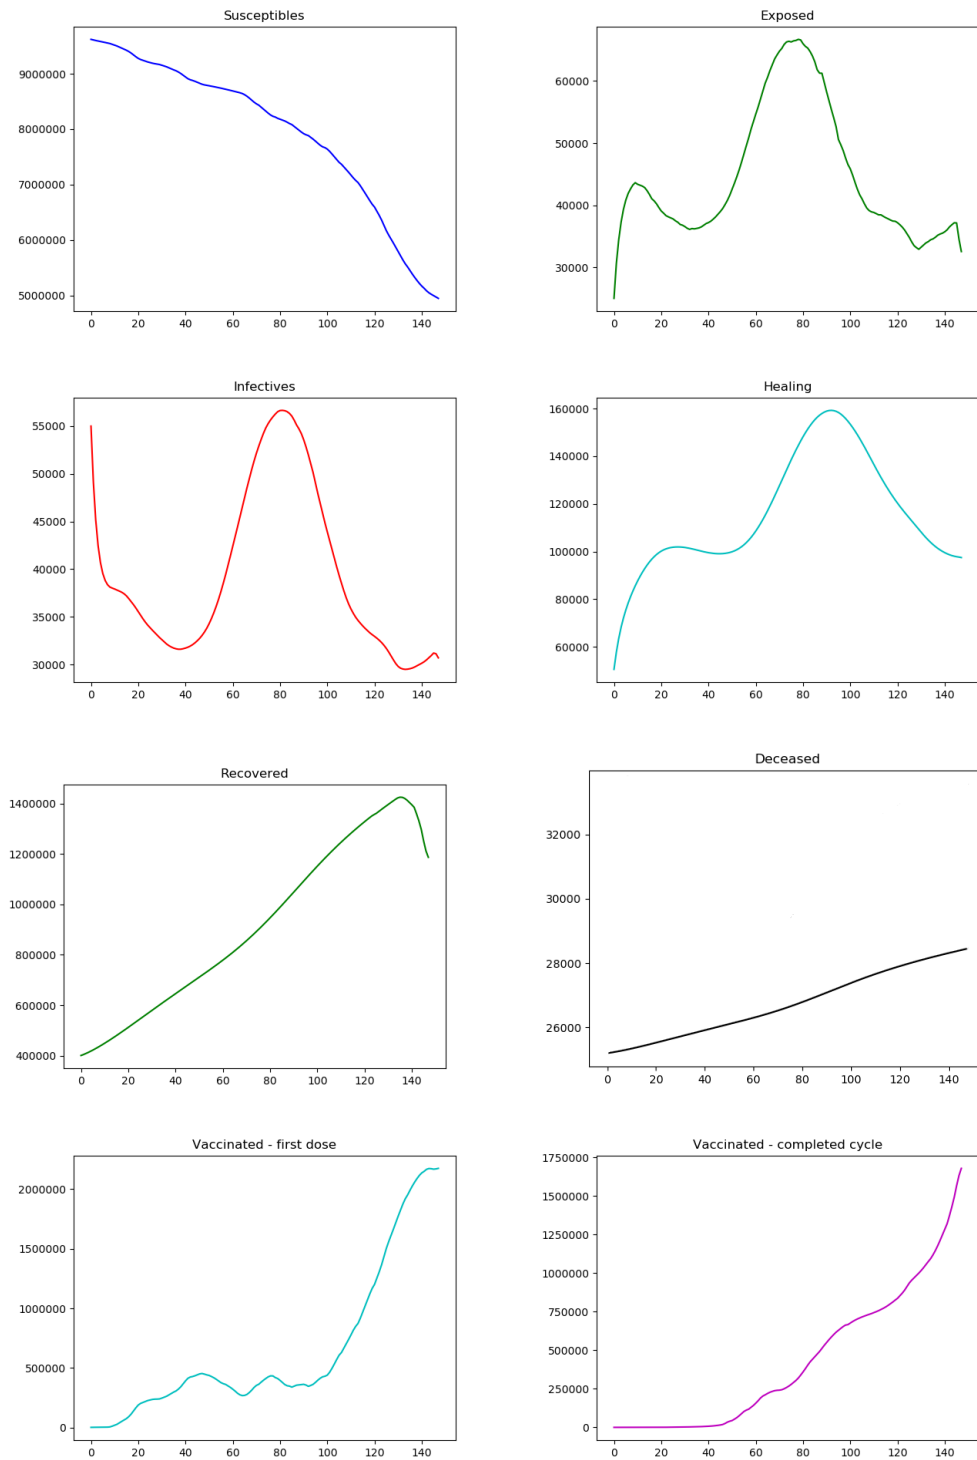 Susceptibles
9000000
8000000
7000000
6000000
5000000
0 20 40 60 80 100 120 140
Exposed
60000
50000
40000
30000
0 20 40 60 80 100 120 140
Infectives
55000
50000
45000
40000
35000
30000
0 20 40 60 80 100 120 140
Healing
160000
140000
120000
100000
80000
60000
0 20 40 60 80 100 120 140
Recovered
1400000
1200000
1000000
800000
600000
400000
0 20 40 60 80 100 120 140
Deceased
32000
30000
28000
26000
0 20 40 60 80 100 120 140
Vaccinated - first dose
2000000
1500000
1000000
500000
0
0 20 40 60 80 100 120 140
Vaccinated - completed cycle
1750000
1500000
1250000
1000000
750000
500000
250000
0
0 20 40 60 80 100 120 140